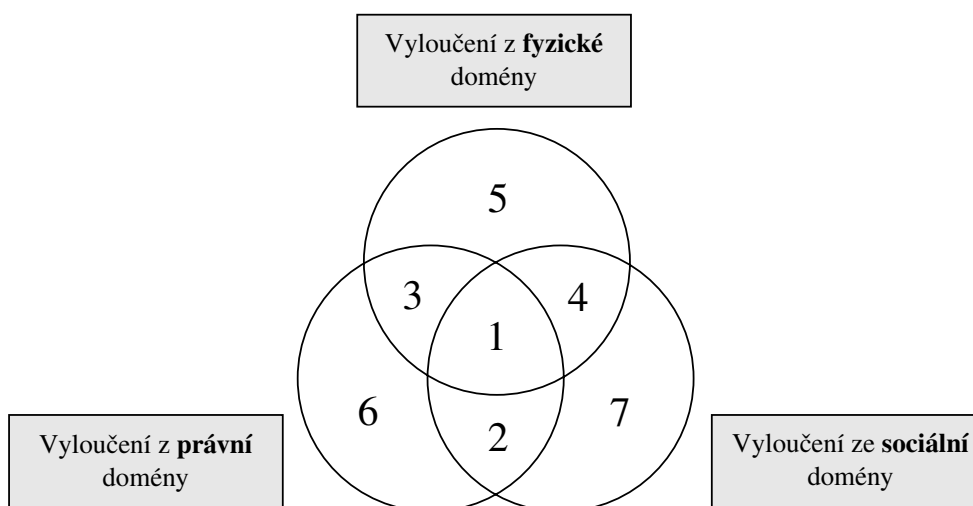 Vyloučení z fyzické
domény
5
3
4
1
6
7
2
Vyloučení z právní
domény
Vyloučení ze sociální
domény